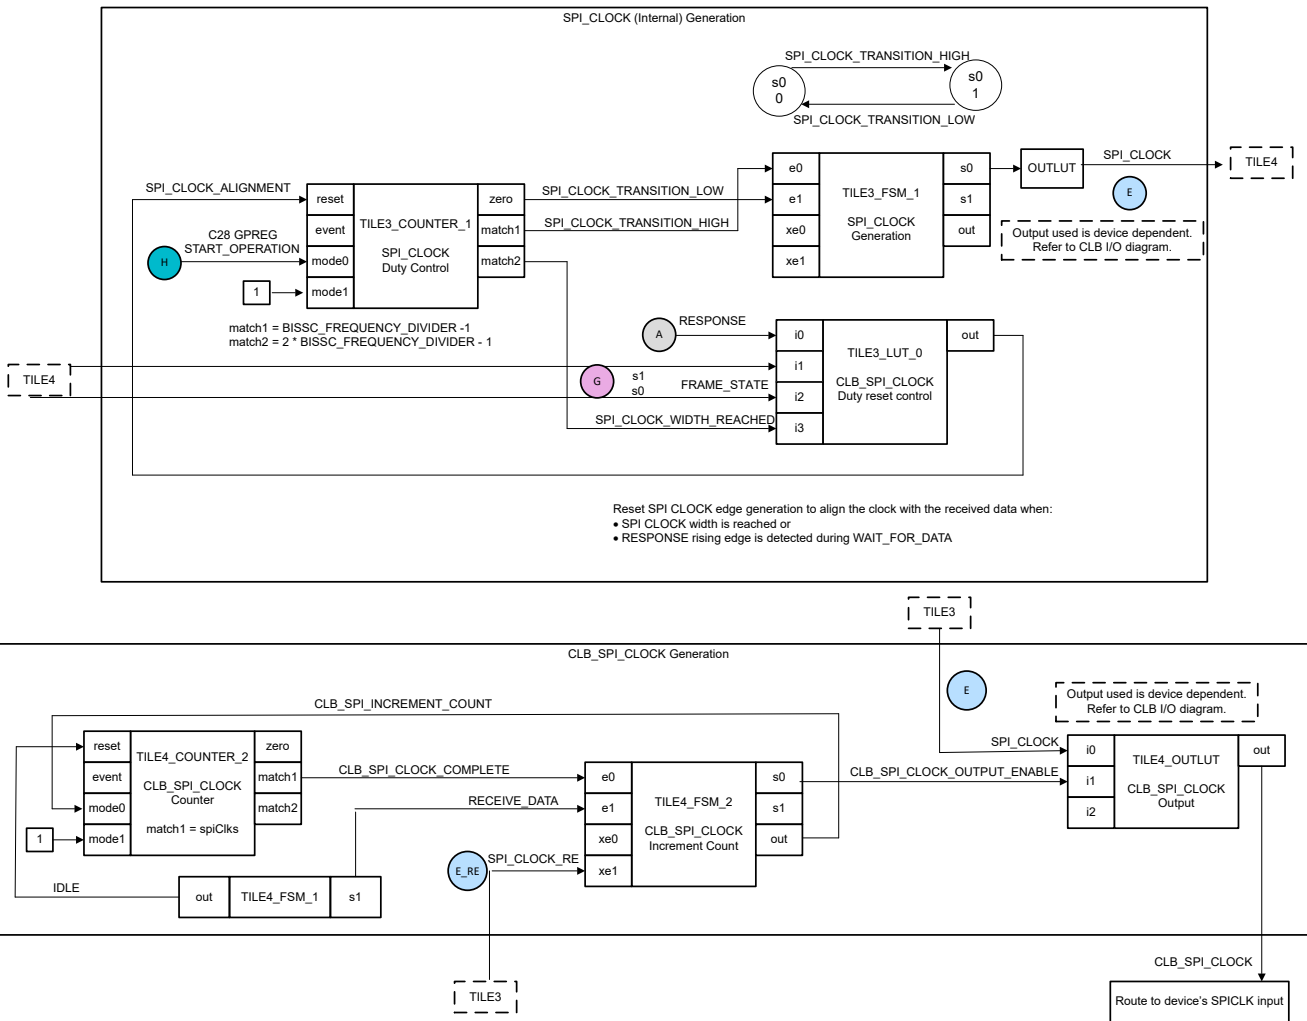 SPI_CLOCK (Internal) Generation
SPI_CLOCK_TRANSITION_HIGH
s0
0
s0
1
SPI_CLOCK_TRANSITION_LOW
SPI_CLOCK_ALIGNMENT
C28 GPREG
START_OPERATION
H
1
reset
event
mode0
mode1
TILE3_COUNTER_1
SPI_CLOCK
Duty Control
zero
match1
match2
match1 = BISSC_FREQUENCY_DIVIDER -1
match2 = 2 * BISSC_FREQUENCY_DIVIDER - 1
SPI_CLOCK_TRANSITION_LOW
SPI_CLOCK_TRANSITION_HIGH
e0
e1
xe0
xe1
TILE3_FSM_1
SPI_CLOCK
Generation
s0
s1
out
OUTLUT
SPI_CLOCK
E
TILE4
Output used is device dependent.
Refer to CLB I/O diagram.
A
RESPONSE
TILE4
G
s1
s0
FRAME_STATE
SPI_CLOCK_WIDTH_REACHED
i0
i1
i2
i3
TILE3_LUT_0
CLB_SPI_CLOCK
Duty reset control
out
Reset SPI CLOCK edge generation to align the clock with the received data when:
• SPI CLOCK width is reached or
• RESPONSE rising edge is detected during WAIT_FOR_DATA
TILE3
CLB_SPI_CLOCK Generation
E
Output used is device dependent.
Refer to CLB I/O diagram.
CLB_SPI_INCREMENT_COUNT
reset
event
mode0
mode1
1
TILE4_COUNTER_2
CLB_SPI_CLOCK
Counter
match1 = spiClks
zero
match1
match2
CLB_SPI_CLOCK_COMPLETE
RECEIVE_DATA
E_RE
SPI_CLOCK_RE
IDLE
out
TILE4_FSM_1
s1
e0
e1
xe0
xe1
TILE4_FSM_2
CLB_SPI_CLOCK
Increment Count
s0
s1
out
SPI_CLOCK
CLB_SPI_CLOCK_OUTPUT_ENABLE
i0
i1
i2
TILE4_OUTLUT
CLB_SPI_CLOCK
Output
out
TILE3
CLB_SPI_CLOCK
Route to device's SPICLK input